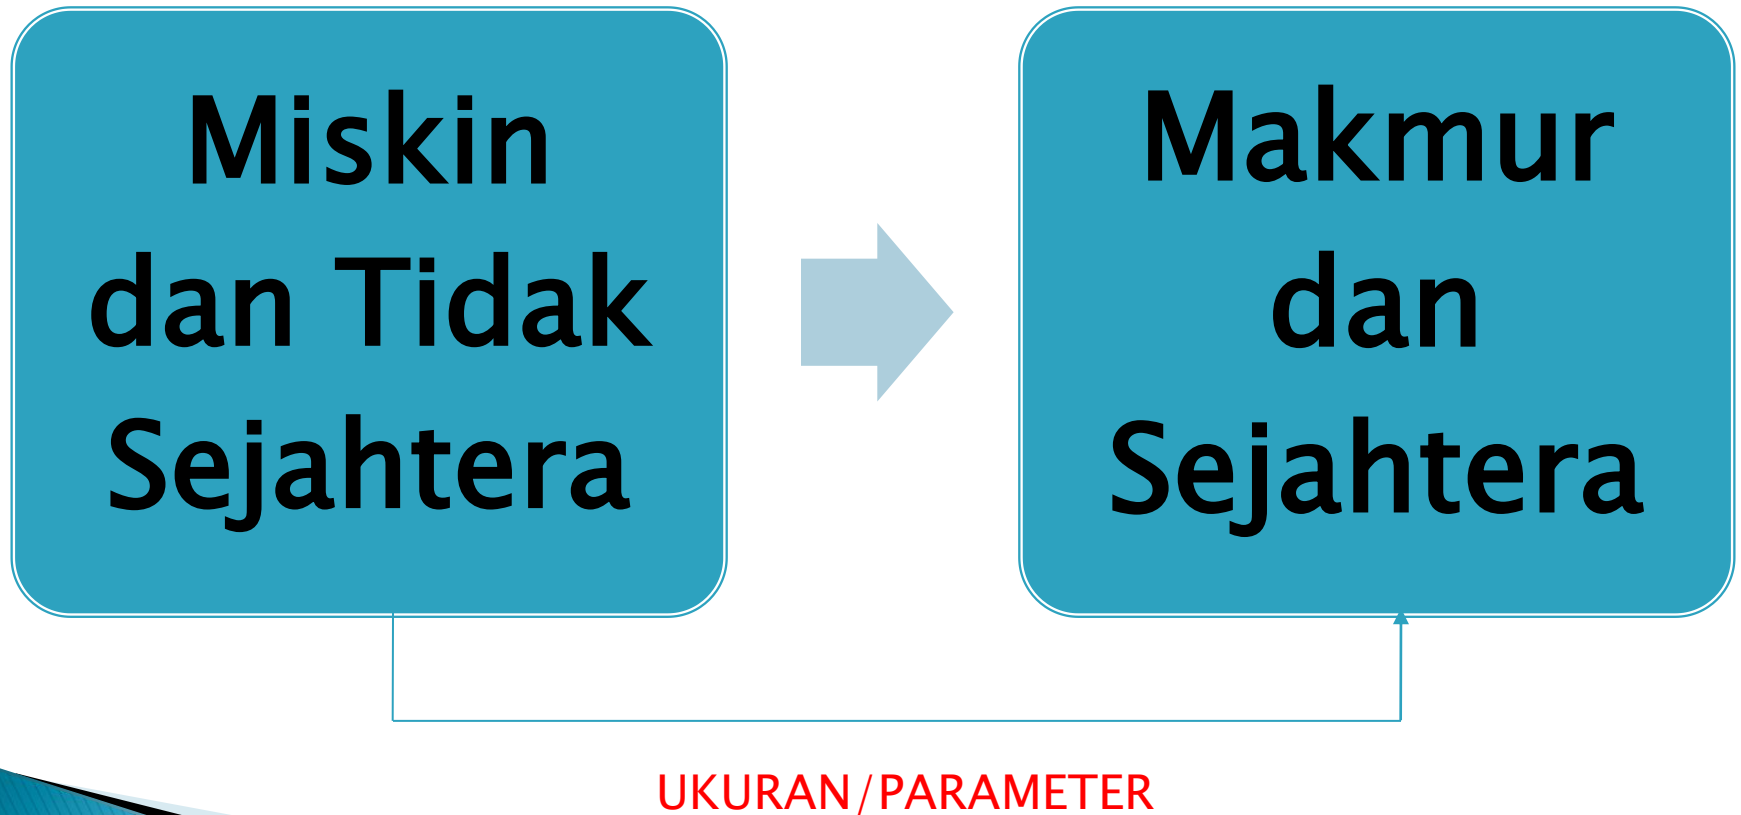 Miskin
dan Tidak
Sejahtera
Makmur
dan
Sejahtera
UKURAN/PARAMETER